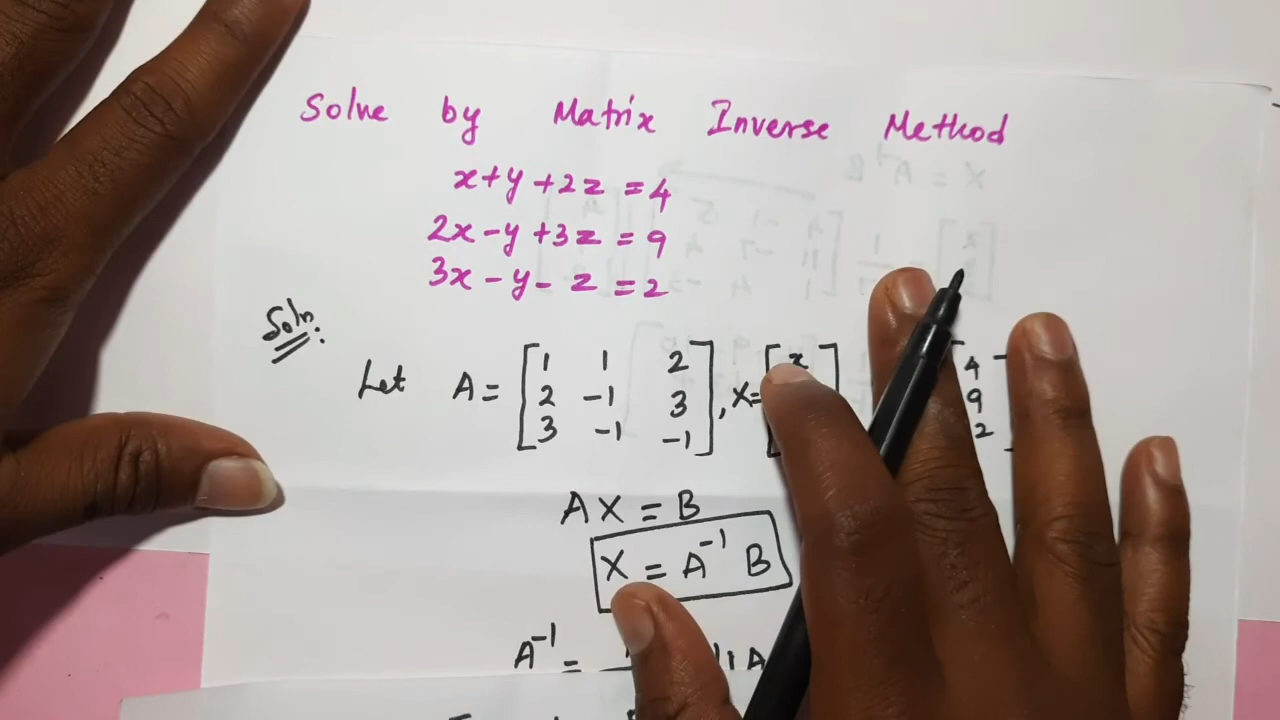 Solve by Matrix Inverse Method
x+y+2z=4
2x-y+3z=9
3x-y-z=2
Soln:
Let A = [1 1 2 , X= [x 4
2 -1 3 9
3 -1 -1] 2
AX = B
X = A⁻¹ B
A⁻¹ =